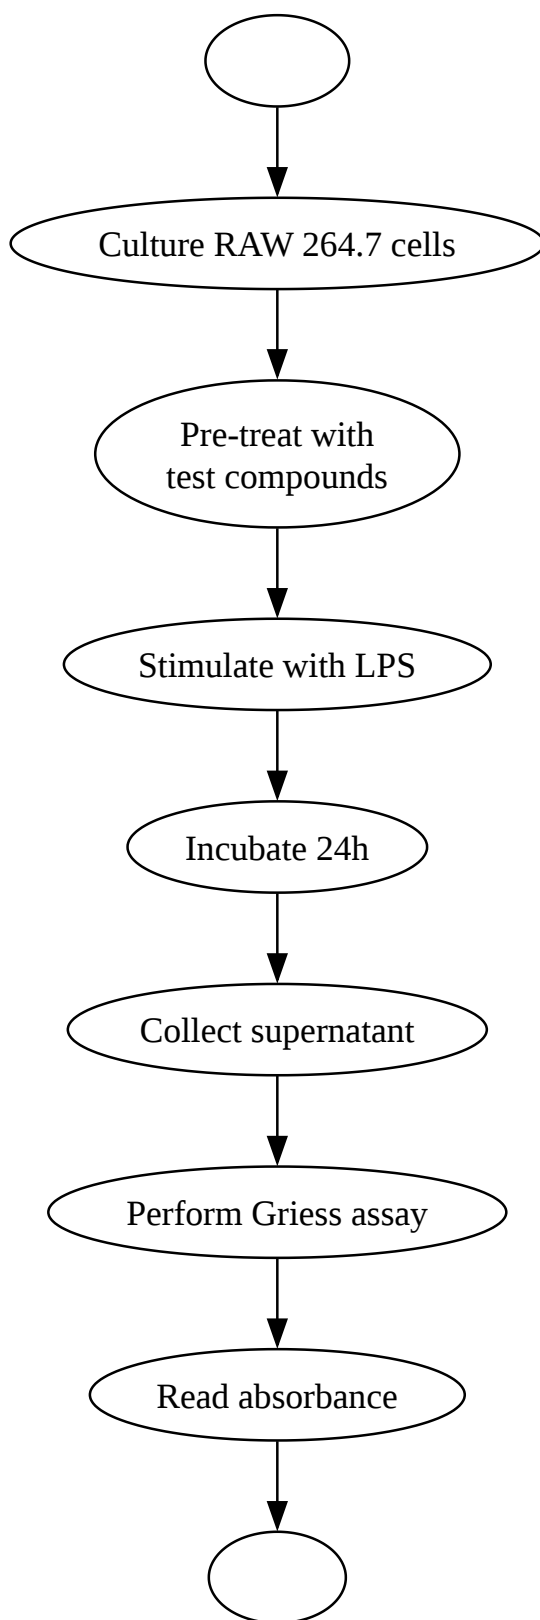 Culture RAW 264.7 cells
Pre-treat with
test compounds
Stimulate with LPS
Incubate 24h
Collect supernatant
Perform Griess assay
Read absorbance